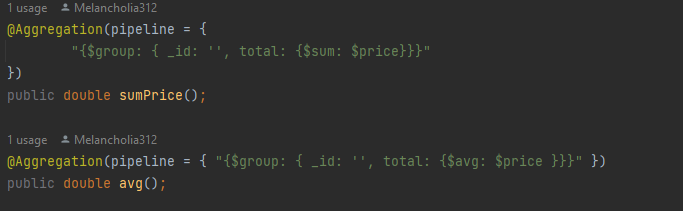 1 usage Melancholia312
@Aggregation(pipeline = {
"{$group: { _id: '', total: {$sum: $price}}}"
})
public double sumPrice();
1 usage Melancholia312
@Aggregation(pipeline = { "{$group: { _id: '', total: {$avg: $price }}}" })
public double avg();